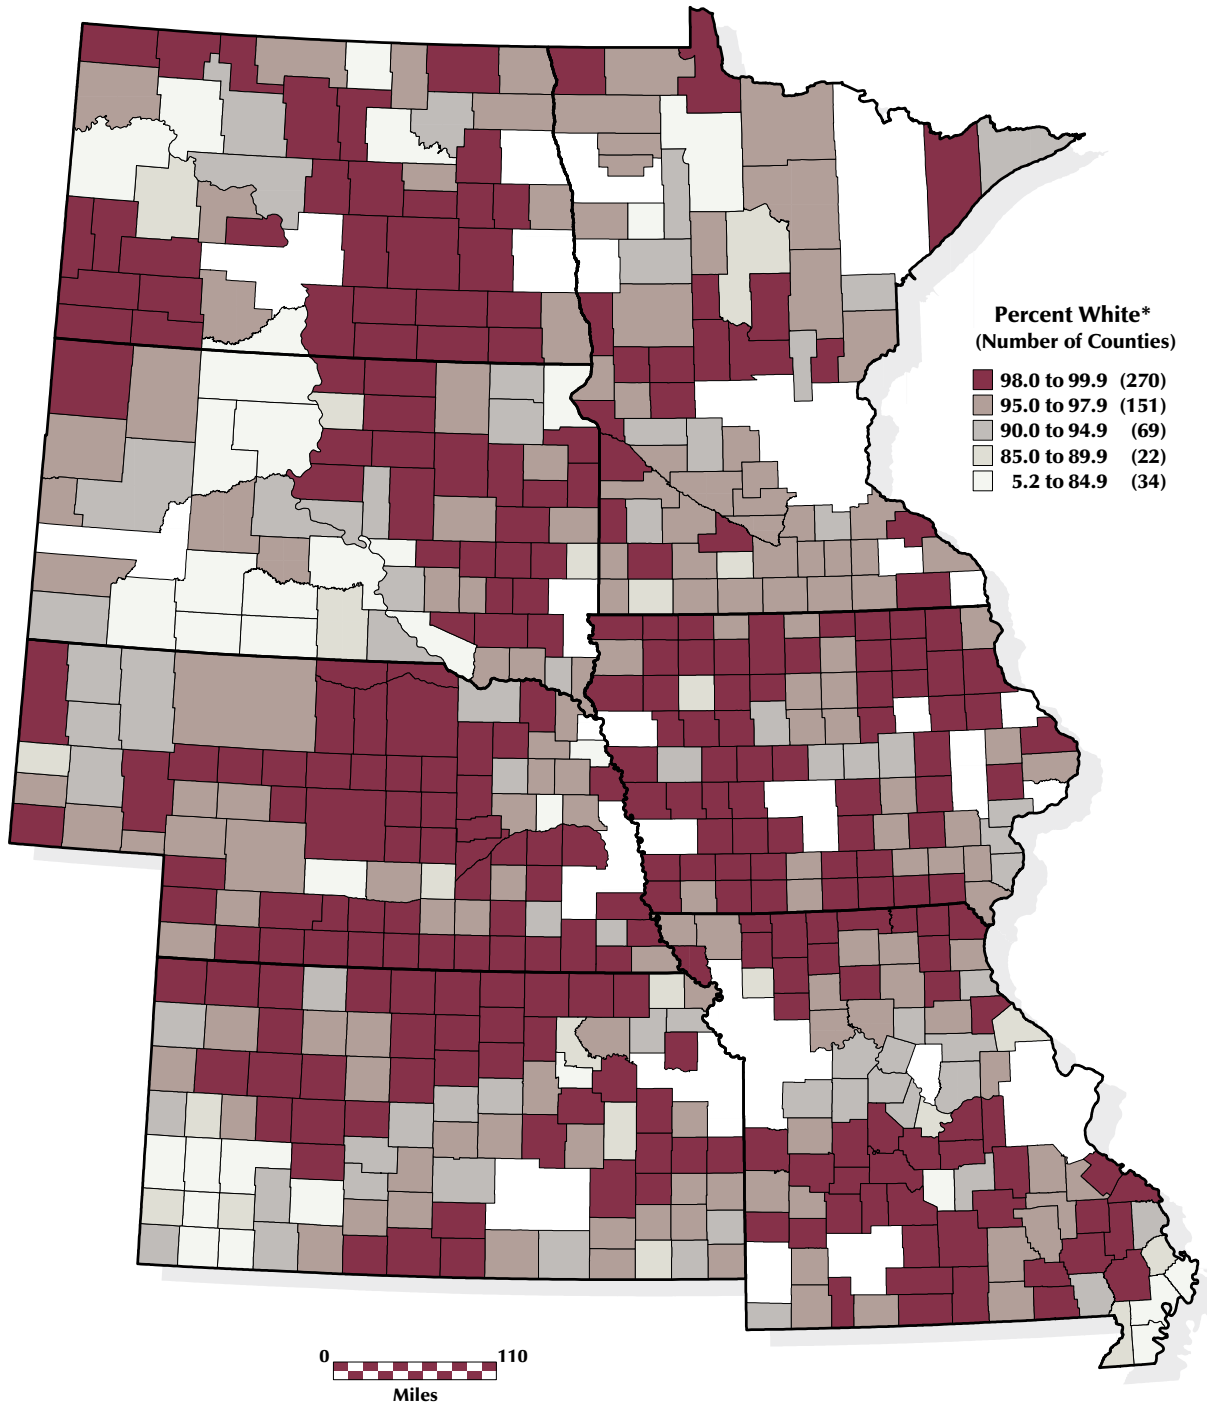 Percent White*
(Number of Counties)
98.0 to 99.9 (270)
95.0 to 97.9 (151)
90.0 to 94.9 (69)
85.0 to 89.9 (22)
5.2 to 84.9 (34)
0 110
Miles